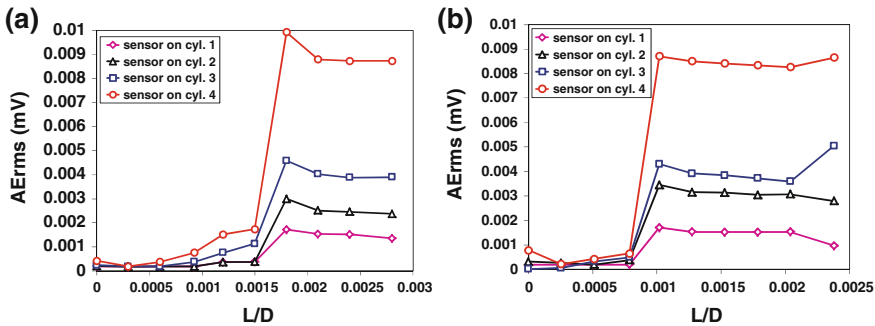 (a)
0.01
0.009
0.008
0.007
0.006
0.005
0.004
0.003
0.002
0.001
0
AErms (mV)
sensor on cyl. 1
sensor on cyl. 2
sensor on cyl. 3
sensor on cyl. 4
0 0.0005 0.001 0.0015 0.002 0.0025 0.003
L/D
(b)
0.01
0.009
0.008
0.007
0.006
0.005
0.004
0.003
0.002
0.001
0
AErms (mV)
sensor on cyl. 1
sensor on cyl. 2
sensor on cyl. 3
sensor on cyl. 4
0 0.0005 0.001 0.0015 0.002 0.0025
L/D